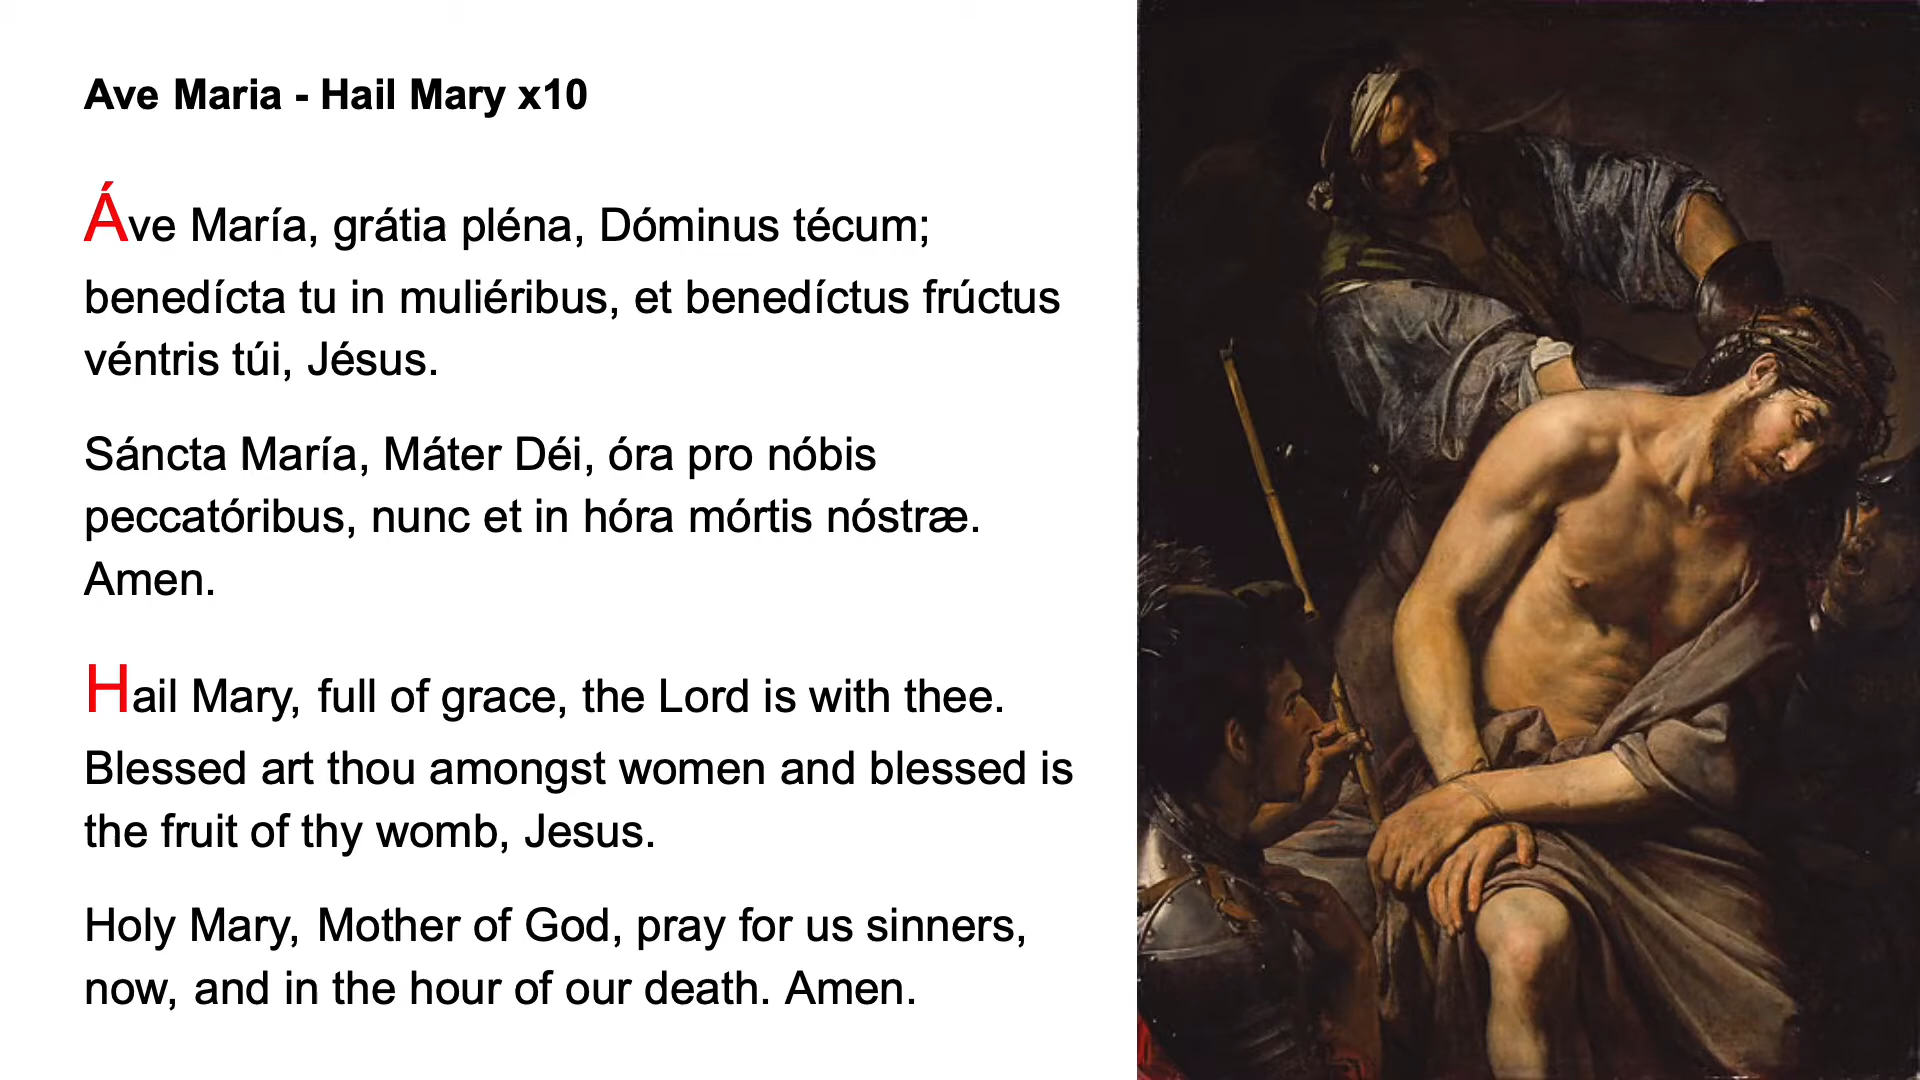 Ave Maria - Hail Mary x10
Áve María, grátia pléna, Dóminus técum;
benedícta tu in muliéribus, et benedíctus frúctus
véntris túi, Jésus.
Sáncta María, Máter Déi, óra pro nóbis
peccatóribus, nunc et in hóra mórtis nóstræ.
Amen.
Hail Mary, full of grace, the Lord is with thee.
Blessed art thou amongst women and blessed is
the fruit of thy womb, Jesus.
Holy Mary, Mother of God, pray for us sinners,
now, and in the hour of our death. Amen.